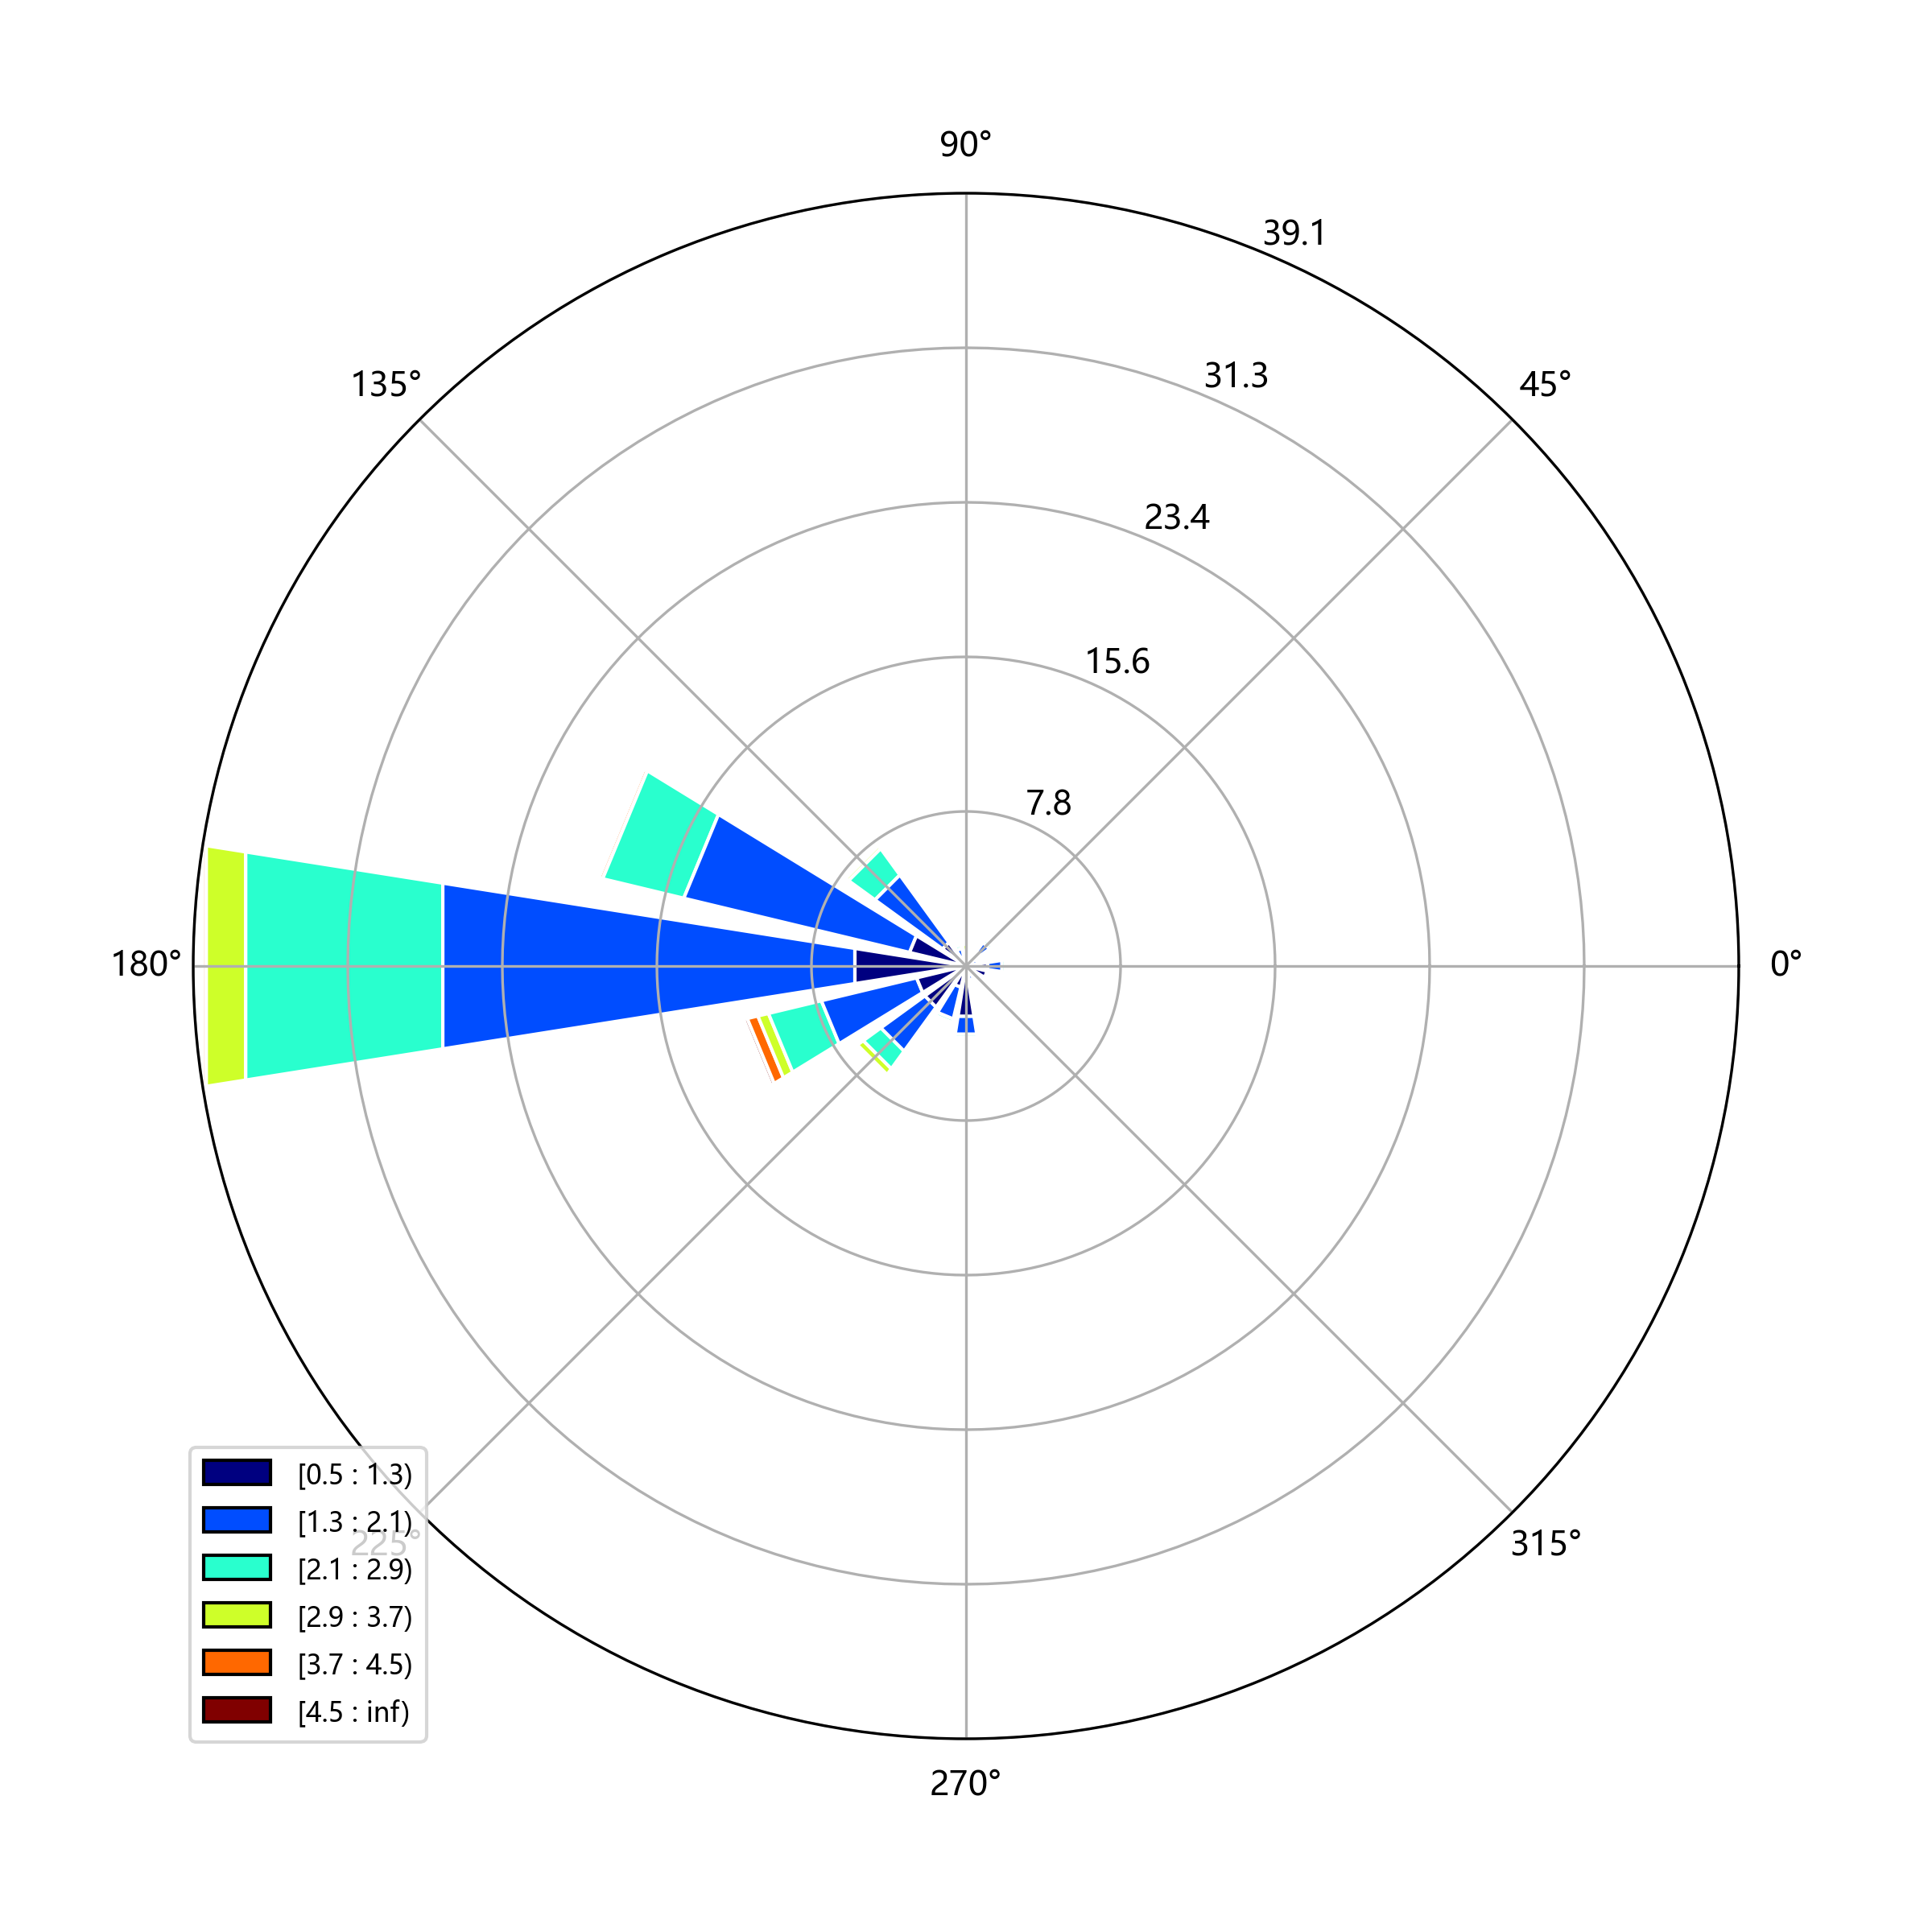 90°
39.1
135°
31.3
45°
23.4
15.6
7.8
180°
0°
[0.5 : 1.3)
[1.3 : 2.1)
225°
315°
[2.1 : 2.9)
[2.9 : 3.7)
[3.7 : 4.5)
[4.5 : inf)
270°